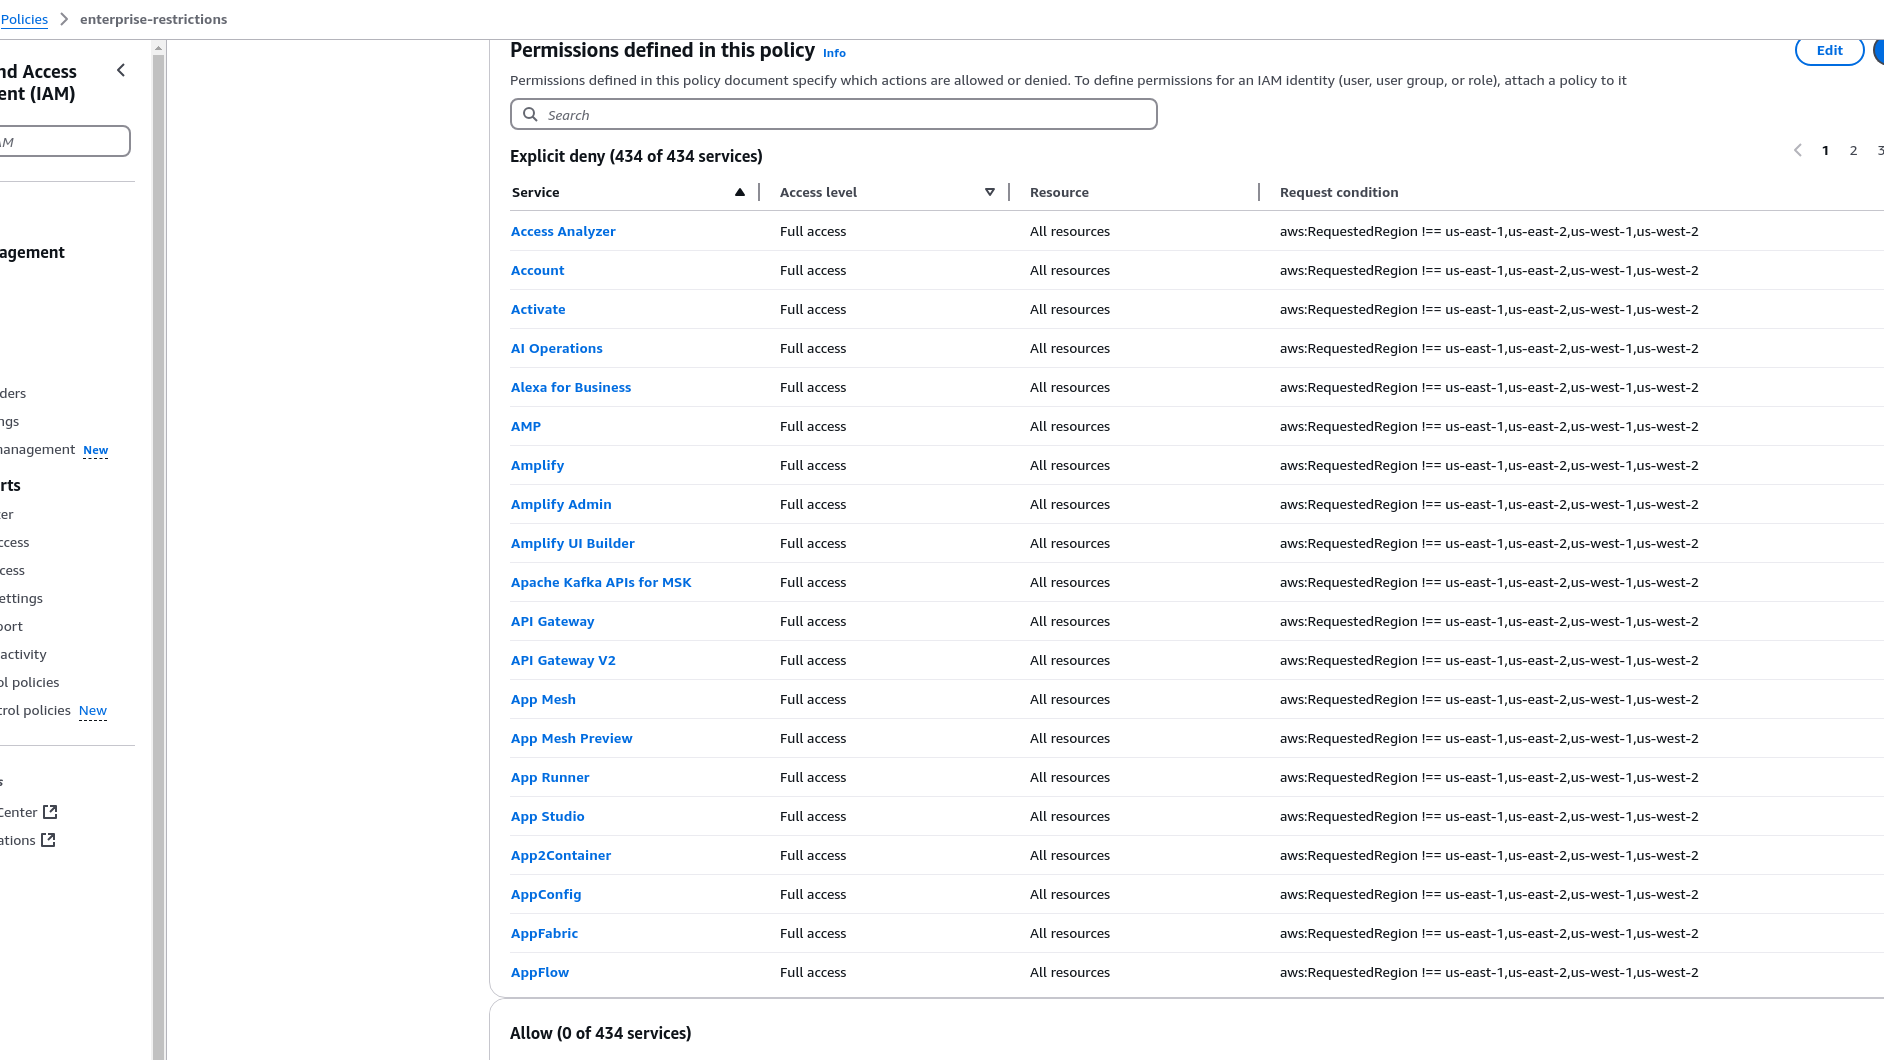 Policies > enterprise-restrictions
nd Access
ent (IAM)
AM
agement
ders
ngs
nanagement New
rts
er
ccess
cess
ettings
port
activity
ol policies
trol policies New
s
Center
ations
Permissions defined in this policy Info
Edit
Permissions defined in this policy document specify which actions are allowed or denied. To define permissions for an IAM identity (user, user group, or role), attach a policy to it
Search
Explicit deny (434 of 434 services)
1 2 3
Service Access level Resource Request condition
Access Analyzer Full access All resources aws:RequestedRegion !== us-east-1,us-east-2,us-west-1,us-west-2
Account Full access All resources aws:RequestedRegion !== us-east-1,us-east-2,us-west-1,us-west-2
Activate Full access All resources aws:RequestedRegion !== us-east-1,us-east-2,us-west-1,us-west-2
AI Operations Full access All resources aws:RequestedRegion !== us-east-1,us-east-2,us-west-1,us-west-2
Alexa for Business Full access All resources aws:RequestedRegion !== us-east-1,us-east-2,us-west-1,us-west-2
AMP Full access All resources aws:RequestedRegion !== us-east-1,us-east-2,us-west-1,us-west-2
Amplify Full access All resources aws:RequestedRegion !== us-east-1,us-east-2,us-west-1,us-west-2
Amplify Admin Full access All resources aws:RequestedRegion !== us-east-1,us-east-2,us-west-1,us-west-2
Amplify UI Builder Full access All resources aws:RequestedRegion !== us-east-1,us-east-2,us-west-1,us-west-2
Apache Kafka APIs for MSK Full access All resources aws:RequestedRegion !== us-east-1,us-east-2,us-west-1,us-west-2
API Gateway Full access All resources aws:RequestedRegion !== us-east-1,us-east-2,us-west-1,us-west-2
API Gateway V2 Full access All resources aws:RequestedRegion !== us-east-1,us-east-2,us-west-1,us-west-2
App Mesh Full access All resources aws:RequestedRegion !== us-east-1,us-east-2,us-west-1,us-west-2
App Mesh Preview Full access All resources aws:RequestedRegion !== us-east-1,us-east-2,us-west-1,us-west-2
App Runner Full access All resources aws:RequestedRegion !== us-east-1,us-east-2,us-west-1,us-west-2
App Studio Full access All resources aws:RequestedRegion !== us-east-1,us-east-2,us-west-1,us-west-2
App2Container Full access All resources aws:RequestedRegion !== us-east-1,us-east-2,us-west-1,us-west-2
AppConfig Full access All resources aws:RequestedRegion !== us-east-1,us-east-2,us-west-1,us-west-2
AppFabric Full access All resources aws:RequestedRegion !== us-east-1,us-east-2,us-west-1,us-west-2
AppFlow Full access All resources aws:RequestedRegion !== us-east-1,us-east-2,us-west-1,us-west-2
Allow (0 of 434 services)